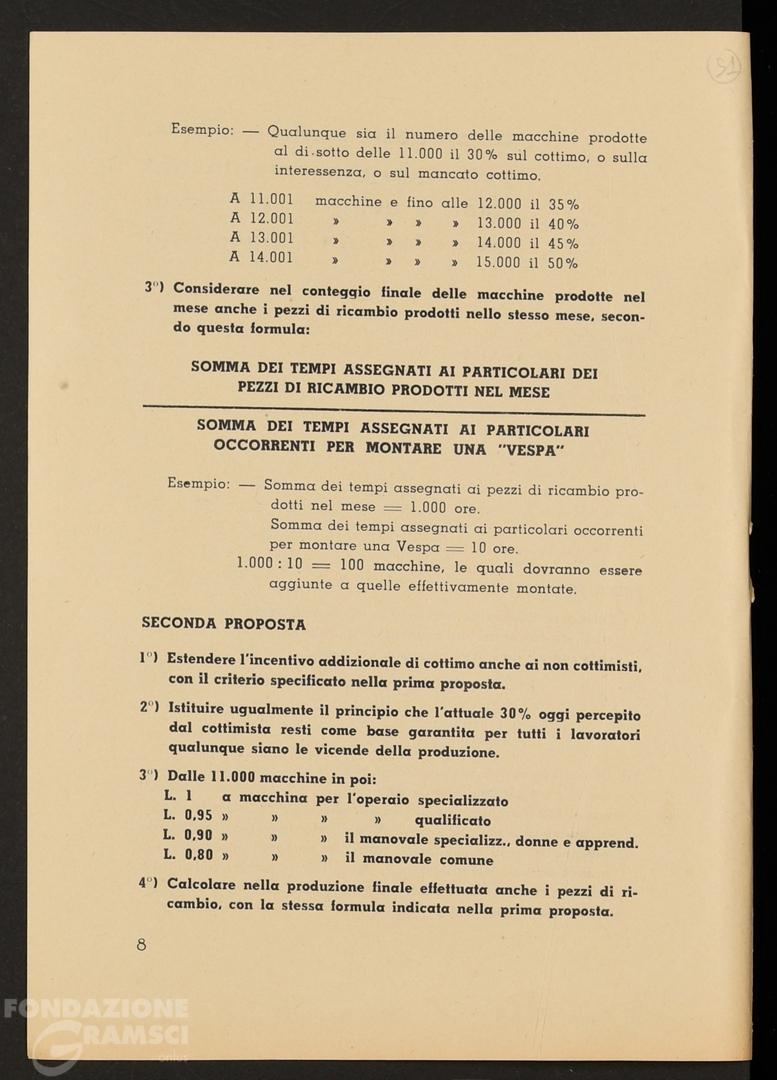 51
Esempio: — Qualunque sia il numero delle macchine prodotte
al di sotto delle 11.000 il 30% sul cottimo, o sulla
interessenza, o sul mancato cottimo.
A 11.001 macchine e fino alle 12.000 il 35%
A 12.001 » » » » 13.000 il 40%
A 13.001 » » » » 14.000 il 45%
A 14.001 » » » » 15.000 il 50%
3º) Considerare nel conteggio finale delle macchine prodotte nel
mese anche i pezzi di ricambio prodotti nello stesso mese, secon-
do questa formula:
SOMMA DEI TEMPI ASSEGNATI AI PARTICOLARI DEI
PEZZI DI RICAMBIO PRODOTTI NEL MESE
SOMMA DEI TEMPI ASSEGNATI AI PARTICOLARI
OCCORRENTI PER MONTARE UNA "VESPA"
Esempio: — Somma dei tempi assegnati ai pezzi di ricambio pro-
dotti nel mese = 1.000 ore.
Somma dei tempi assegnati ai particolari occorrenti
per montare una Vespa = 10 ore.
1.000 : 10 = 100 macchine, le quali dovranno essere
aggiunte a quelle effettivamente montate.
SECONDA PROPOSTA
1º) Estendere l'incentivo addizionale di cottimo anche ai non cottimisti,
con il criterio specificato nella prima proposta.
2º) Istituire ugualmente il principio che l'attuale 30% oggi percepito
dal cottimista resti come base garantita per tutti i lavoratori
qualunque siano le vicende della produzione.
3º) Dalle 11.000 macchine in poi:
L. 1 a macchina per l'operaio specializzato
L. 0,95 » » » » qualificato
L. 0,90 » » » il manovale specializz., donne e apprend.
L. 0,80 » » » il manovale comune
4º) Calcolare nella produzione finale effettuata anche i pezzi di ri-
cambio, con la stessa formula indicata nella prima proposta.
8
FONDAZIONE
GRAMSCI
onlus